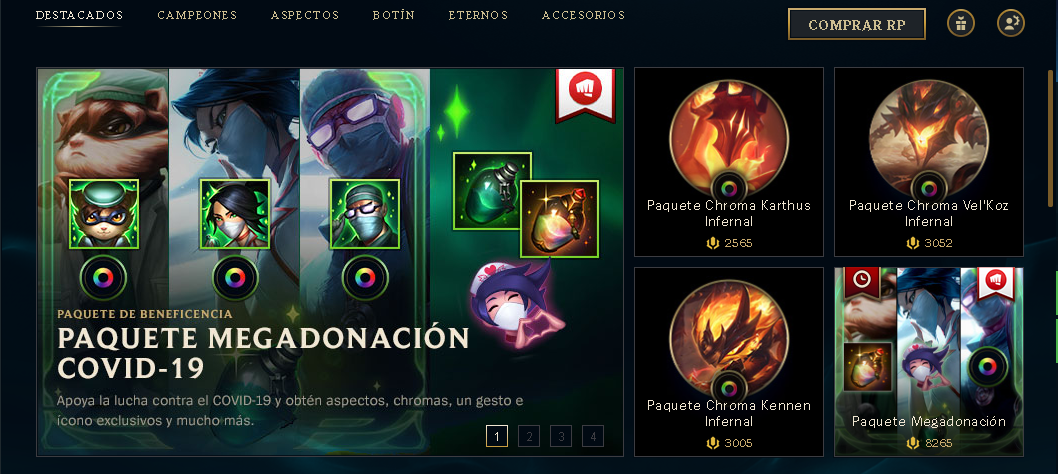 DESTACADOS
CAMPEONES
ASPECTOS
BOTÍN
ETERNOS
ACCESORIOS
COMPRAR RP
PAQUETE DE BENEFICENCIA
PAQUETE MEGADONACIÓN
COVID-19
Apoya la lucha contra el COVID-19 y obtén aspectos, chromas, un gesto e
ícono exclusivos y mucho más.
1
2
3
4
Paquete Chroma Karthus
Infernal
2565
Paquete Chroma Vel'Koz
Infernal
3052
Paquete Chroma Kennen
Infernal
3005
Paquete Megadonación
8265